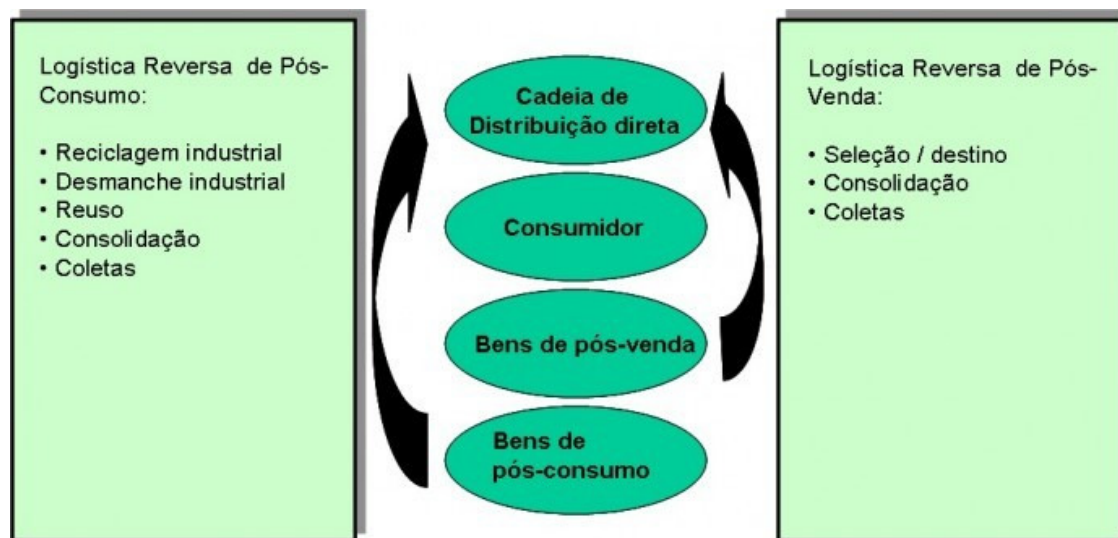 Logística Reversa de Pós-
Consumo:
• Reciclagem industrial
• Desmanche industrial
• Reuso
• Consolidação
• Coletas
Cadeia de
Distribuição direta
Consumidor
Bens de pós-venda
Bens de
pós-consumo
Logística Reversa de Pós-
Venda:
• Seleção / destino
• Consolidação
• Coletas